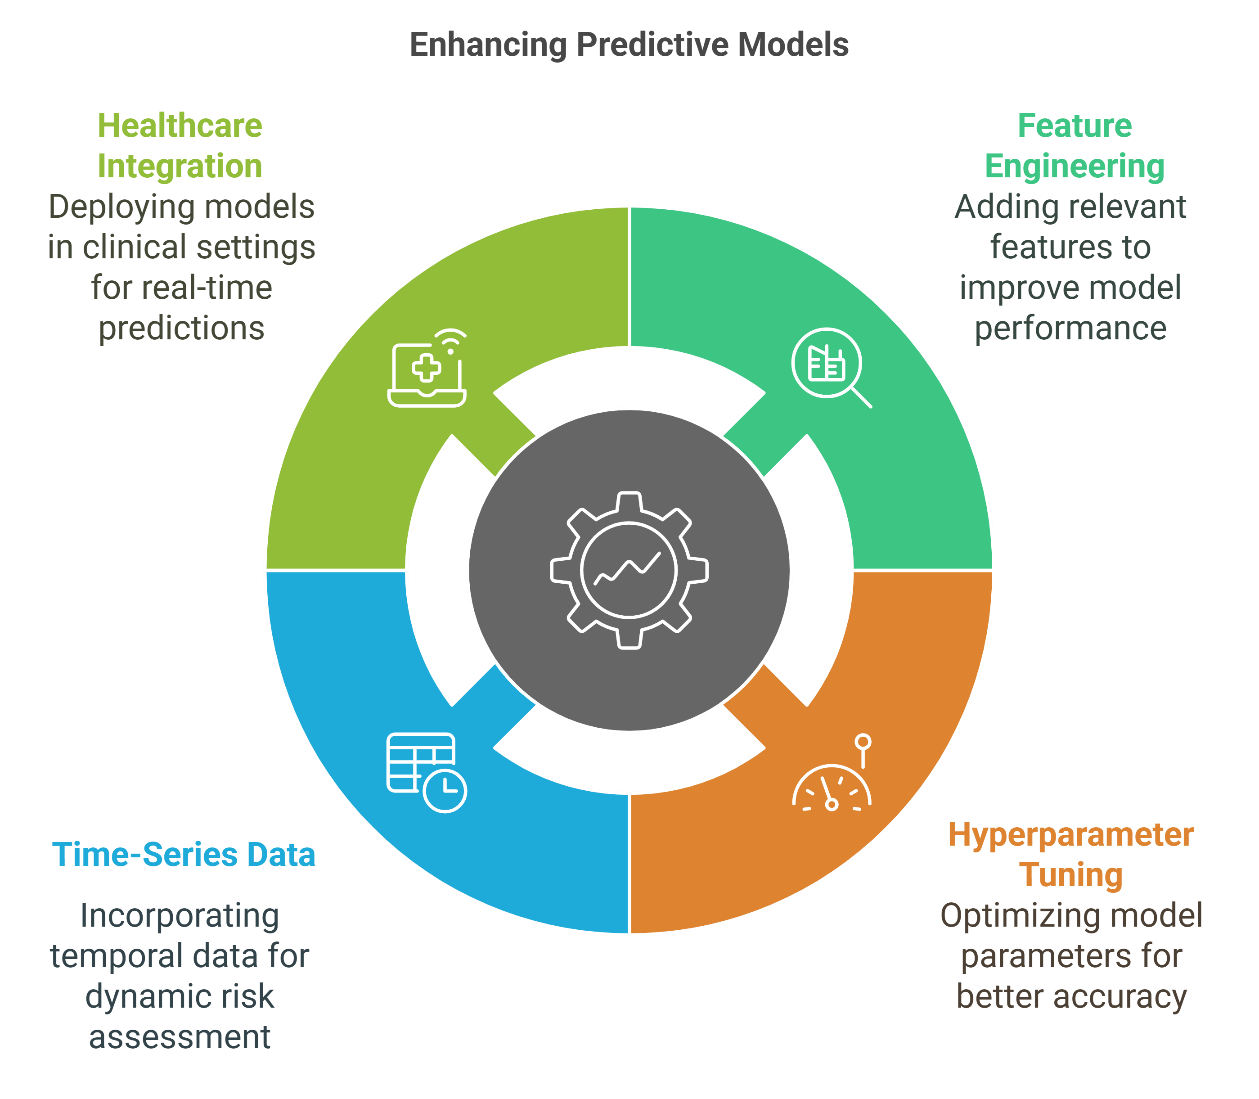 Enhancing Predictive Models
Healthcare
Integration
Deploying models
in clinical settings
for real-time
predictions
Feature
Engineering
Adding relevant
features to
improve model
performance
Time-Series Data
Incorporating
temporal data for
dynamic risk
assessment
Hyperparameter
Tuning
Optimizing model
parameters for
better accuracy